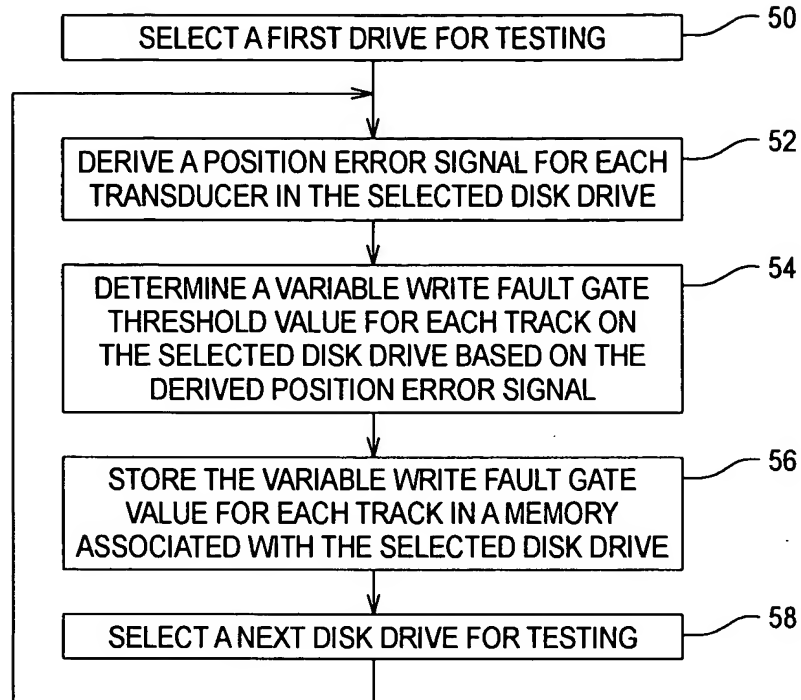 SELECT A FIRST DRIVE FOR TESTING
50
DERIVE A POSITION ERROR SIGNAL FOR EACH
TRANSDUCER IN THE SELECTED DISK DRIVE
52
DETERMINE A VARIABLE WRITE FAULT GATE
THRESHOLD VALUE FOR EACH TRACK ON
THE SELECTED DISK DRIVE BASED ON THE
DERIVED POSITION ERROR SIGNAL
54
STORE THE VARIABLE WRITE FAULT GATE
VALUE FOR EACH TRACK IN A MEMORY
ASSOCIATED WITH THE SELECTED DISK DRIVE
56
SELECT A NEXT DISK DRIVE FOR TESTING
58